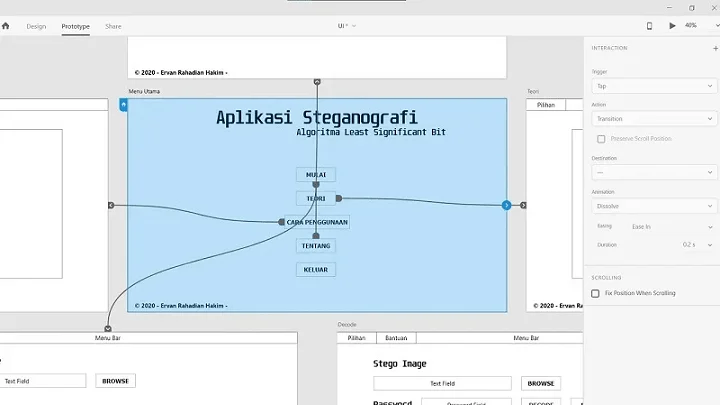 Design Prototype Share
UI
40%
© 2020 - Ervan Rahadian Hakim -
Menu Utama
Aplikasi Steganografi
Algoritma Least Significant Bit
MULAI
TEORI
CARA PENGGUNAAN
TENTANG
KELUAR
© 2020 - Ervan Rahadian Hakim -
Teori
Pilihan
© 2020 - Ervan Ra
Menu Bar
Text Field BROWSE
Decode
Pilihan Bantuan Menu Bar
Stego Image
Text Field BROWSE
Password Password Field DECODE
INTERACTION
Trigger
Tap
Action
Transition
Preserve Scroll Position
Destination
---
Animation
Dissolve
Easing Ease In
Duration 0.2 s
SCROLLING
Fix Position When Scrolling